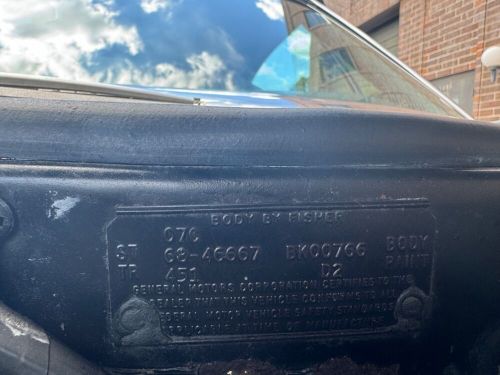 BODY BY FISHER
07C
ST 68-46667 BK00766 BODY
TR 451 D2 PAINT
GENERAL MOTORS CORPORATION CERTIFIES TO THE
DEALER THAT THIS VEHICLE CONFORMS TO ALL
FEDERAL MOTOR VEHICLE SAFETY STANDARDS
APPLICABLE AT TIME OF MANUFACTURE